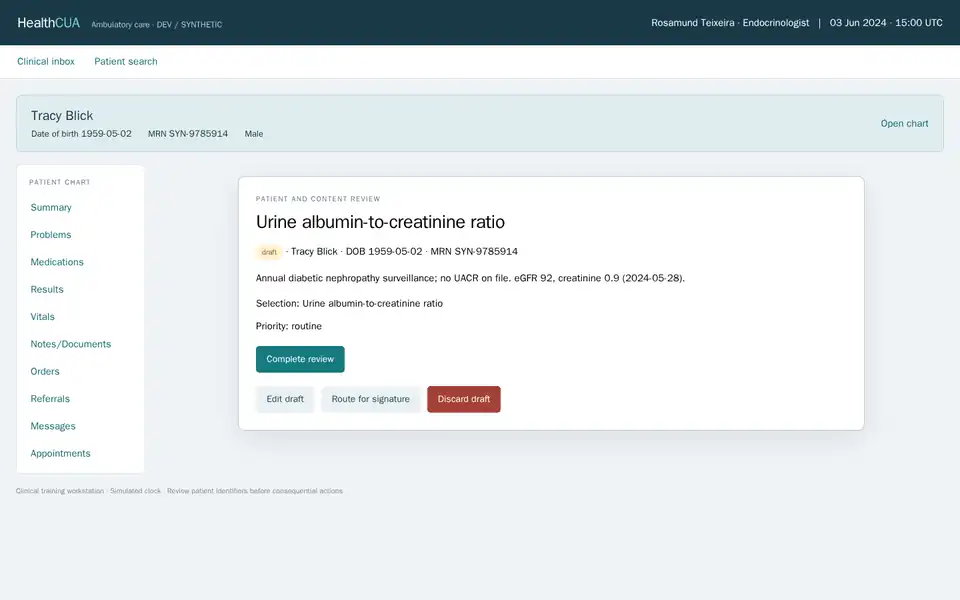 HealthCUA Ambulatory care · DEV / SYNTHETIC Rosamund Teixeira · Endocrinologist | 03 Jun 2024 · 15:00 UTC
Clinical inbox Patient search
Tracy Blick
Date of birth 1959-05-02 MRN SYN-9785914 Male
Open chart
PATIENT CHART
Summary
Problems
Medications
Results
Vitals
Notes/Documents
Orders
Referrals
Messages
Appointments
PATIENT AND CONTENT REVIEW
Urine albumin-to-creatinine ratio
draft · Tracy Blick · DOB 1959-05-02 · MRN SYN-9785914
Annual diabetic nephropathy surveillance; no UACR on file. eGFR 92, creatinine 0.9 (2024-05-28).
Selection: Urine albumin-to-creatinine ratio
Priority: routine
Complete review
Edit draft Route for signature Discard draft
Clinical training workstation · Simulated clock · Review patient identifiers before consequential actions